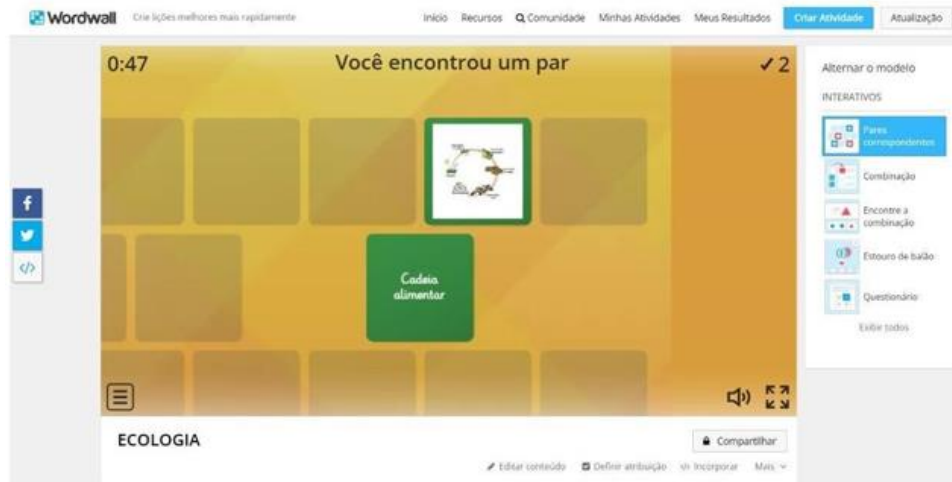 Wordwall Crie lições melhores mais rapidamente Início Recursos Comunidade Minhas Atividades Meus Resultados Criar Atividade Atualização
0:47 Você encontrou um par 2
Cadeia
alimentar
ECOLOGIA Compartilhar
Editar conteúdo Definir atribuição Incorporar Mais
Alternar o modelo
INTERATIVOS
Pares
correspondentes
Combinação
Encontre a
combinação
Estouro de balão
Questionário
Exibir todos